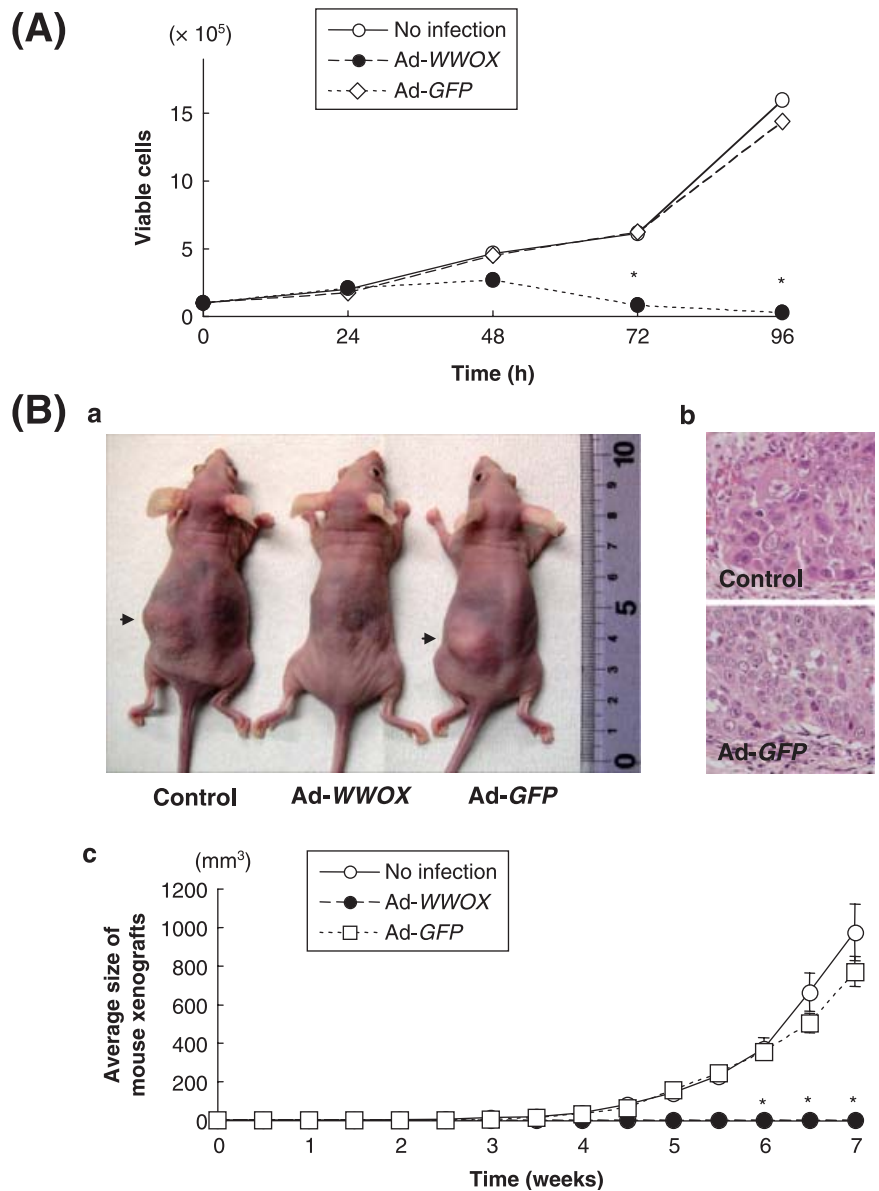 (A)
(× 10⁵)
No infection
Ad-WWOX
Ad-GFP
Viable cells
15
10
5
0
0 24 48 72 96
* *
Time (h)
(B)
a
b
10
9
8
7
6
5
4
3
2
1
0
Control Ad-WWOX Ad-GFP
Control
Ad-GFP
c
(mm³)
No infection
Ad-WWOX
Ad-GFP
Average size of
mouse xenografts
1200
1000
800
600
400
200
0
* * *
0 1 2 3 4 5 6 7
Time (weeks)